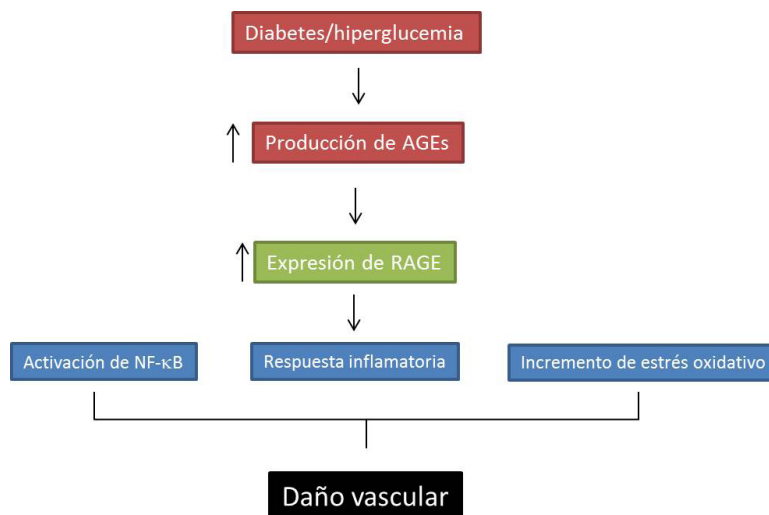 Diabetes/hiperglucemia
Producción de AGEs
Expresión de RAGE
Activación de NF-κB
Respuesta inflamatoria
Incremento de estrés oxidativo
Daño vascular